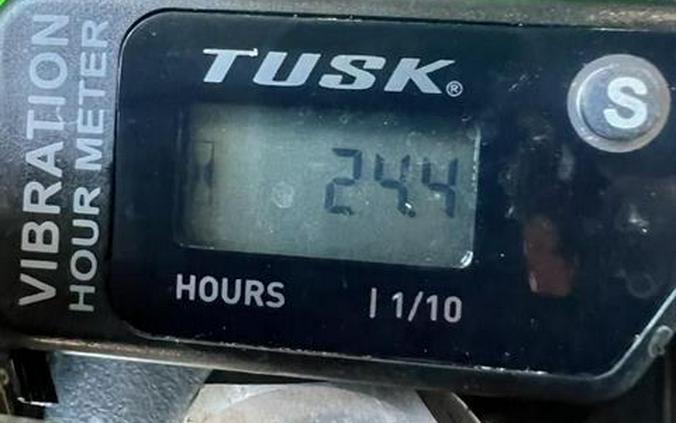 VIBRATION
HOUR METER
TUSK®
S
24.4
HOURS | 1/10